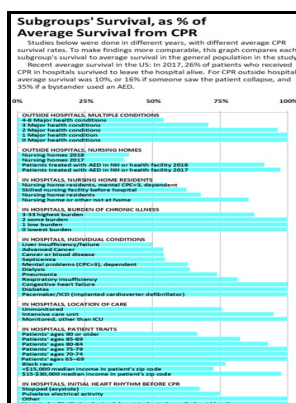 Subgroups' Survival, as % of
Average Survival from CPR
Studies below were done in different years, with different average CPR
survival rates. To make findings more comparable, this graph compares each
subgroup's survival to average survival in the general population in the study
Recent average survival in the US: In 2017, 26% of patients who received
CPR in hospitals survived to leave the hospital alive. For CPR outside hospital
average survival was 10%, or 16% if someone saw the patient collapse, and
35% if a bystander used an AED.
0% 25% 50% 75% 100%
OUTSIDE HOSPITALS, MULTIPLE CONDITIONS
4-8 Major health conditions
3 Major health conditions
2 Major health conditions
1 Major health conditions
0 Major health conditions
OUTSIDE HOSPITALS, NURSING HOMES
Nursing homes 2018
Nursing homes 2017
Patients treated with AED in NH or health facility 2018
Patients treated with AED in NH or health facility 2017
IN HOSPITALS, NURSING HOME RESIDENTS
Nursing home residents, mental CPC=3, dependent
Skilled nursing facility before hospital
Nursing home residents
Nursing home or other not at home
IN HOSPITALS, BURDEN OF CHRONIC ILLNESS
3-33 highest burden
2 some burden
1 low burden
0 lowest burden
IN HOSPITALS, INDIVIDUAL CONDITIONS
Liver insufficiency/failure
Advanced Cancer
Cancer or blood disease
Septicemia
Mental problems (CPC=3), dependent
Dialysis
Pneumonia
Respiratory insufficiency
Congestive heart failure
Diabetes
Pacemaker/ICD (implanted cardioverter defibrillator)
IN HOSPITALS, LOCATION OF CARE
Unmonitored
Intensive care unit
Monitored, other than ICU
IN HOSPITALS, PATIENT TRAITS
Patients' ages 90 or older
Patients' ages 85-89
Patients' ages 80-84
Patients' ages 75-79
Patients' ages 70-74
Patients' ages 65-69
Black race
<$15,000 median income in patient's zip code
$15-$30,000 median income in patient's zip code
IN HOSPITALS, INITIAL HEART RHYTHM BEFORE CPR
Stopped (asystole)
Pulseless electrical activity
Other